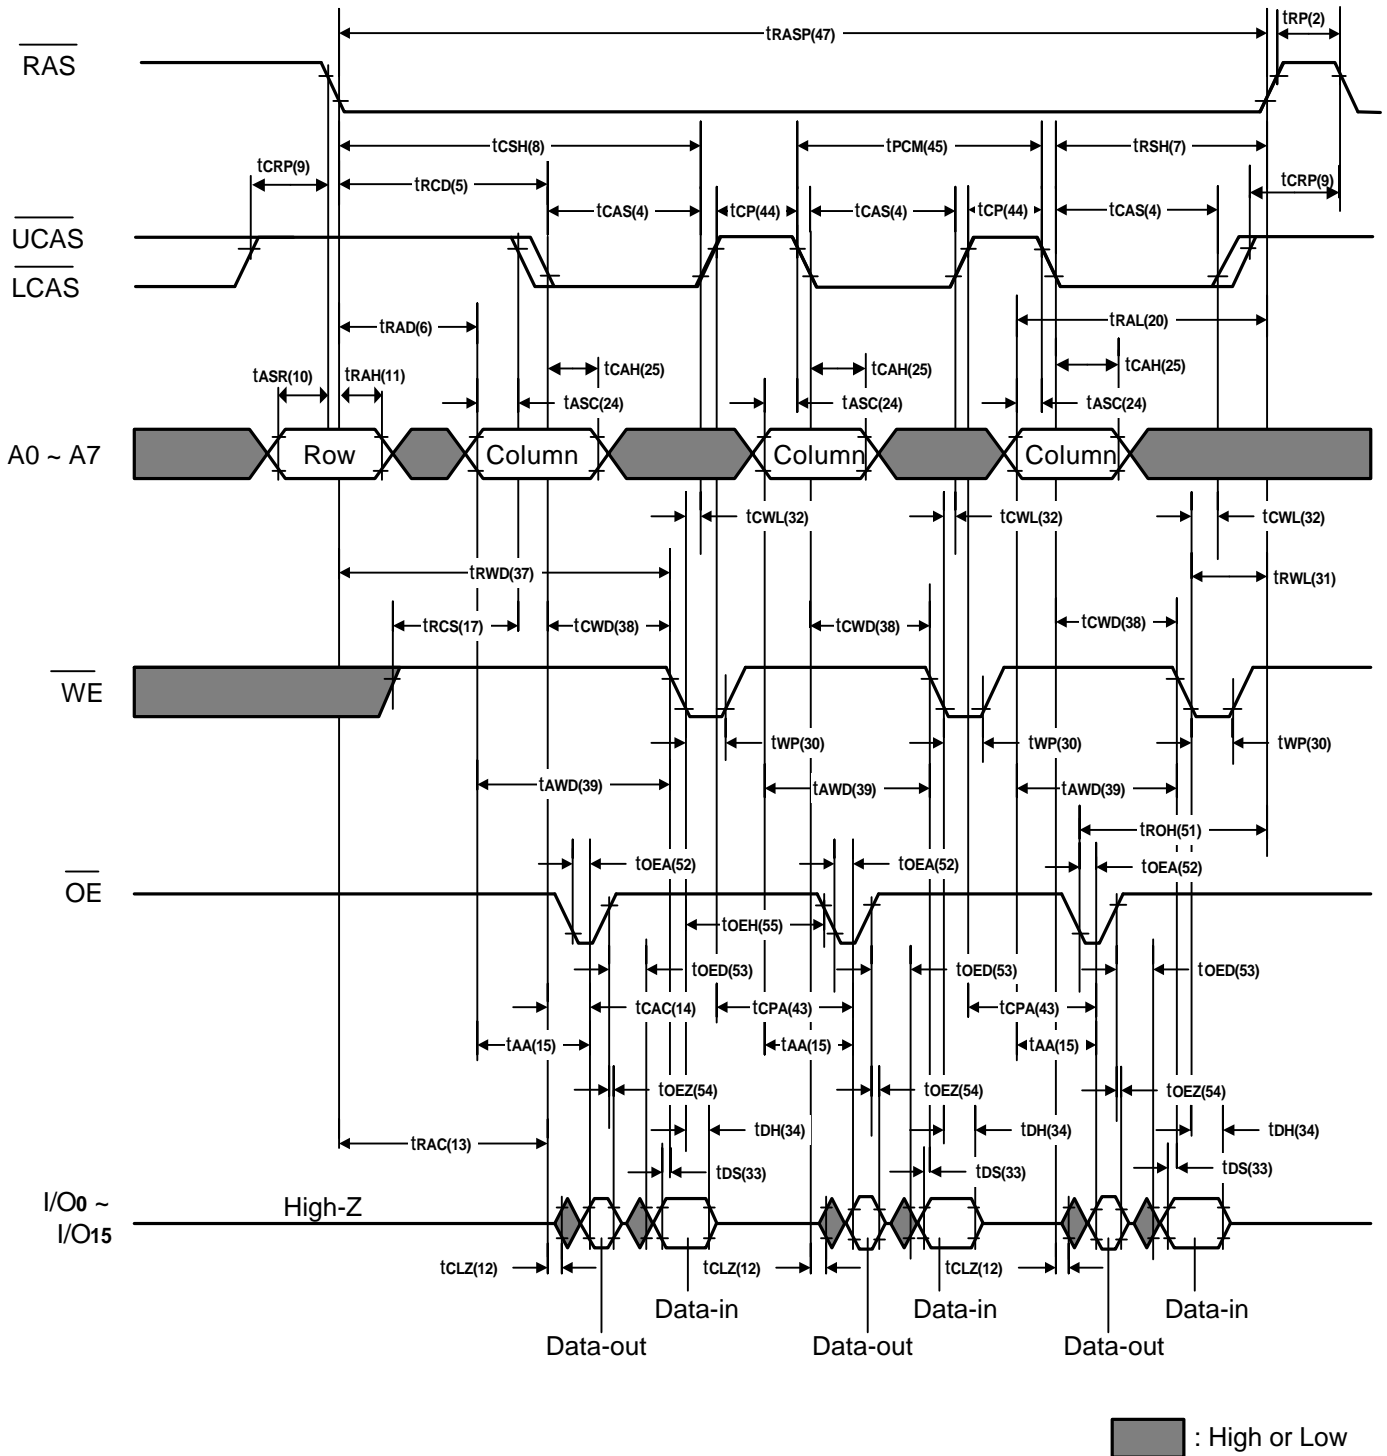 tRASP(47)
tRP(2)
RAS
tCSH(8)
tPCM(45)
tRSH(7)
tCRP(9)
tRCD(5)
tCRP(9)
tCAS(4)
tCP(44)
tCAS(4)
tCP(44)
tCAS(4)
UCAS
LCAS
tRAD(6)
tRAL(20)
tASR(10)
tRAH(11)
tCAH(25)
tCAH(25)
tCAH(25)
tASC(24)
tASC(24)
tASC(24)
A0 ~ A7
Row
Column
Column
Column
tCWL(32)
tCWL(32)
tCWL(32)
tRWD(37)
tRWL(31)
tRCS(17)
tCWD(38)
tCWD(38)
tCWD(38)
WE
tWP(30)
tWP(30)
tWP(30)
tAWD(39)
tAWD(39)
tAWD(39)
tROH(51)
tOEA(52)
tOEA(52)
tOEA(52)
OE
tOEH(55)
tOED(53)
tOED(53)
tOED(53)
tCAC(14)
tCPA(43)
tCPA(43)
tAA(15)
tAA(15)
tAA(15)
tOEZ(54)
tOEZ(54)
tOEZ(54)
tRAC(13)
tDH(34)
tDH(34)
tDH(34)
tDS(33)
tDS(33)
tDS(33)
I/O0 ~
I/O15
High-Z
tCLZ(12)
tCLZ(12)
tCLZ(12)
Data-in
Data-in
Data-in
Data-out
Data-out
Data-out
: High or Low